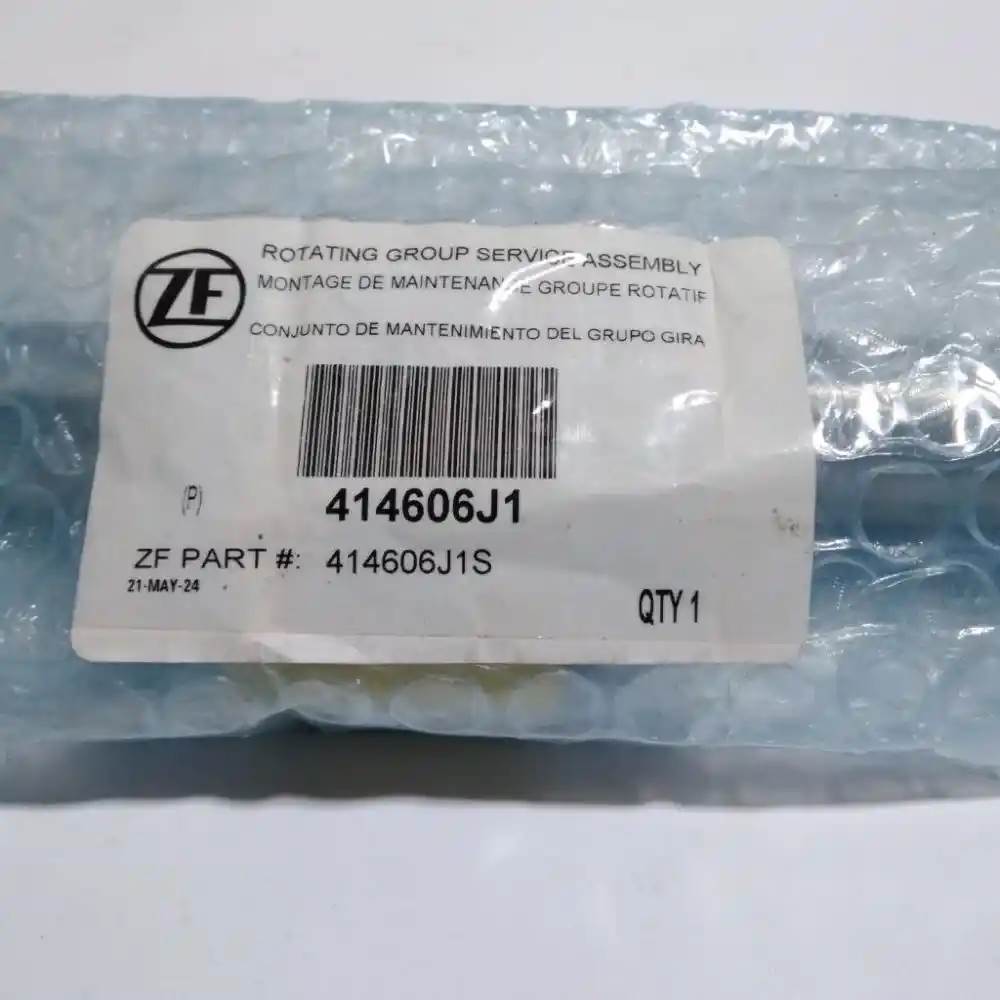 ZF
ROTATING GROUP SERVICE ASSEMBLY
MONTAGE DE MAINTENANCE GROUPE ROTATIF
CONJUNTO DE MANTENIMIENTO DEL GRUPO GIRA
(P)
414606J1
ZF PART #: 414606J1S
21-MAY-24
QTY 1